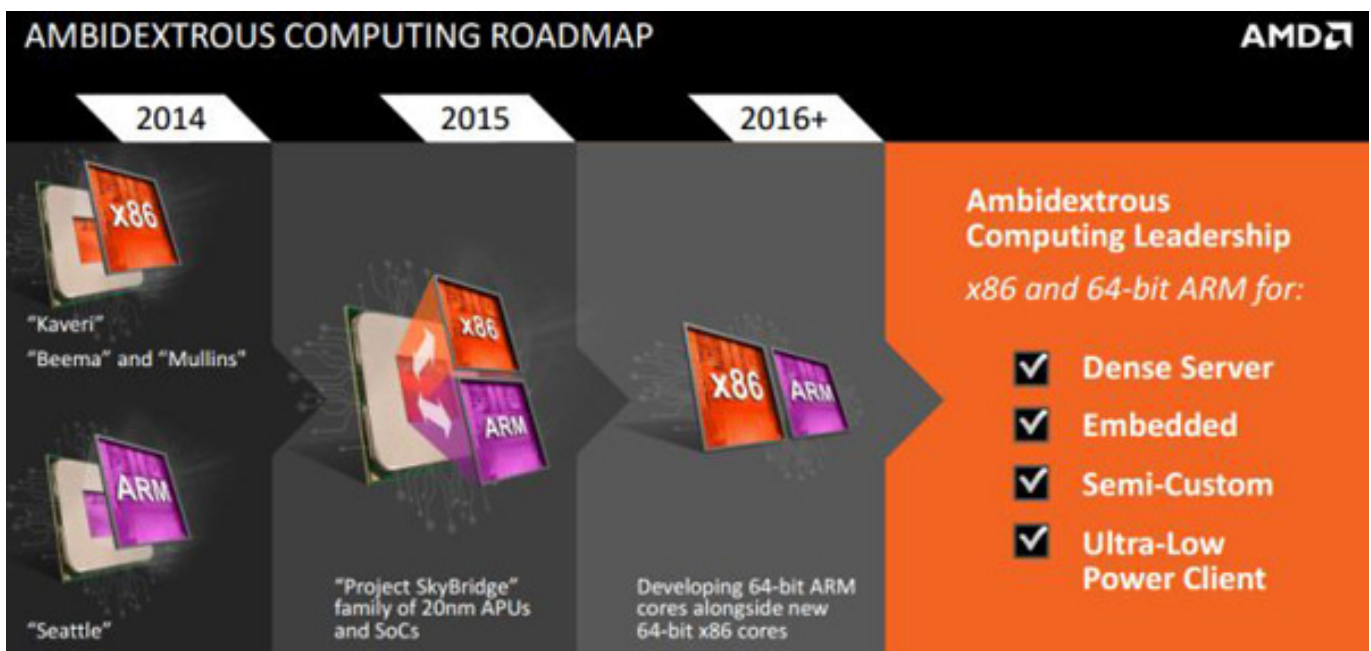 AMBIDEXTROUS COMPUTING ROADMAP
AMD
2014
2015
2016+
x86
"Kaveri"
"Beema" and "Mullins"
ARM
"Seattle"
x86
ARM
"Project SkyBridge"
family of 20nm APUs
and SoCs
x86
ARM
Developing 64-bit ARM
cores alongside new
64-bit x86 cores
Ambidextrous
Computing Leadership
x86 and 64-bit ARM for:
Dense Server
Embedded
Semi-Custom
Ultra-Low
Power Client